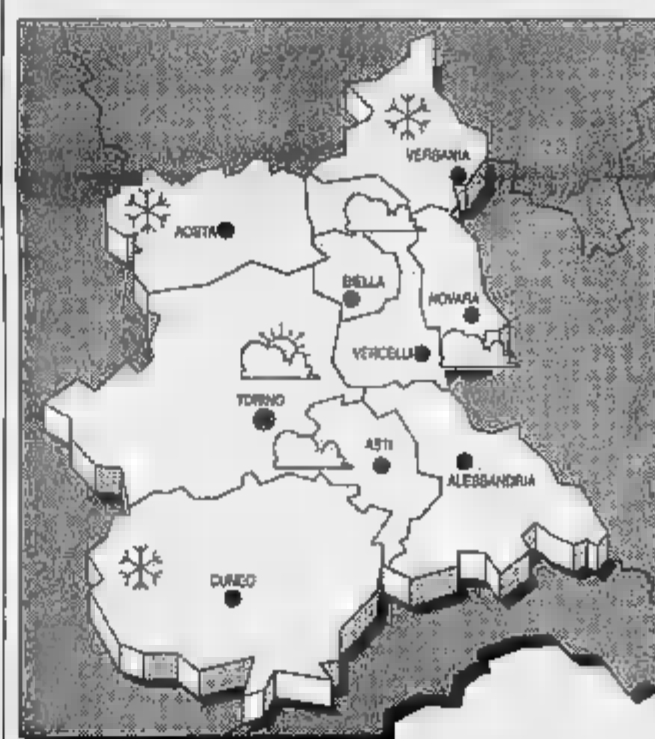 VERBANIA
AOSTA
BIELLA
NOVARA
VERCELLI
TORINO
ASTI
ALESSANDRIA
CUNEO